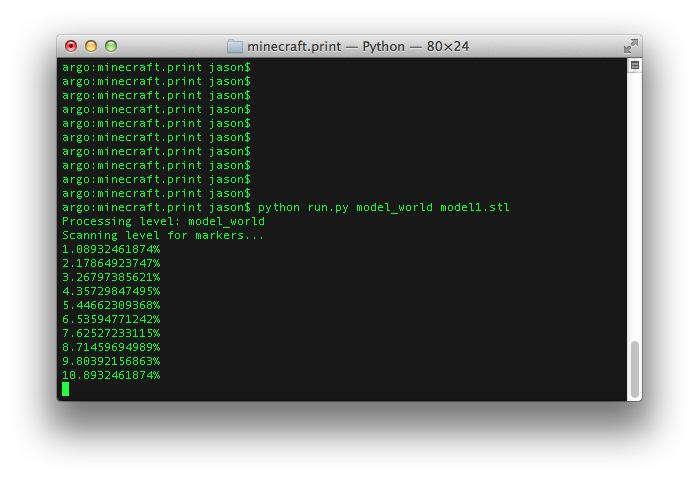 minecraft.print — Python — 80×24
argo:minecraft.print jason$
argo:minecraft.print jason$
argo:minecraft.print jason$
argo:minecraft.print jason$
argo:minecraft.print jason$
argo:minecraft.print jason$
argo:minecraft.print jason$
argo:minecraft.print jason$
argo:minecraft.print jason$
argo:minecraft.print jason$
argo:minecraft.print jason$ python run.py model_world model1.stl
Processing level: model_world
Scanning level for markers...
1.08932461874%
2.17864923747%
3.26797385621%
4.35729847495%
5.44662309368%
6.53594771242%
7.62527233115%
8.71459694989%
9.80392156863%
10.8932461874%